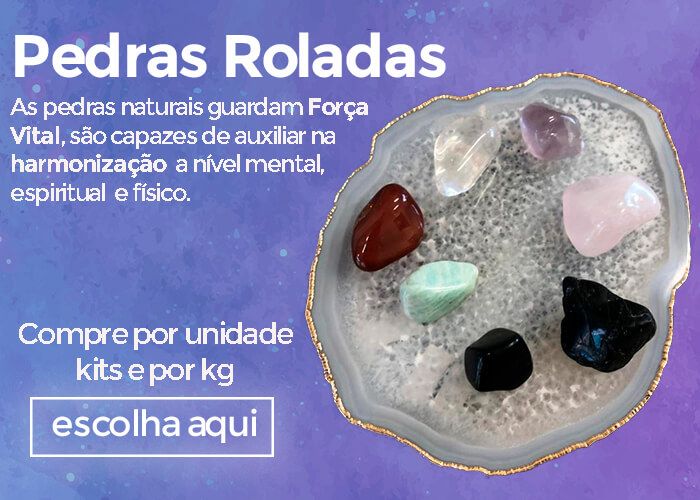 Pedras Roladas
As pedras naturais guardam Força
Vital, são capazes de auxiliar na
harmonização a nível mental,
espiritual e físico.
Compre por unidade
kits e por kg
escolha aqui